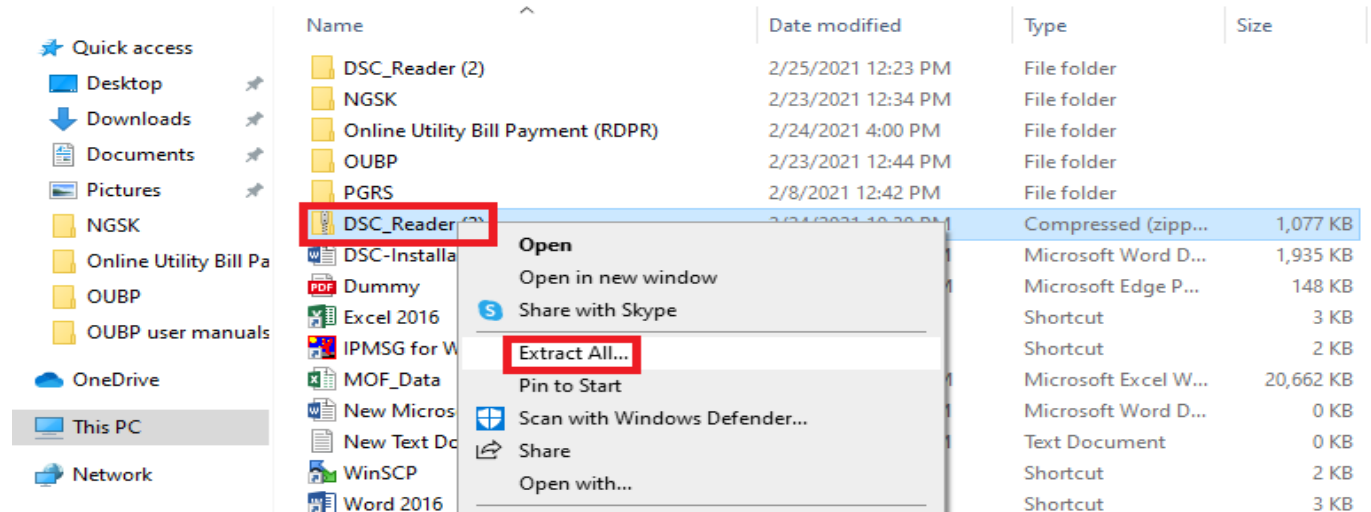 Name Date modified Type Size
Quick access
Desktop
Downloads
Documents
Pictures
NGSK
Online Utility Bill Pa
OUBP
OUBP user manuals
OneDrive
This PC
Network
DSC_Reader (2) 2/25/2021 12:23 PM File folder
NGSK 2/23/2021 12:34 PM File folder
Online Utility Bill Payment (RDPR) 2/24/2021 4:00 PM File folder
OUBP 2/23/2021 12:44 PM File folder
PGRS 2/8/2021 12:42 PM File folder
DSC_Reader Compressed (zipp... 1,077 KB
DSC-Installa Microsoft Word D... 1,935 KB
PDF Dummy Microsoft Edge P... 148 KB
Excel 2016 Shortcut 3 KB
IPMSG for W Shortcut 2 KB
MOF_Data Microsoft Excel W... 20,662 KB
New Micros Microsoft Word D... 0 KB
New Text Do Text Document 0 KB
WinSCP Shortcut 2 KB
Word 2016 Shortcut 3 KB
Open
Open in new window
S Share with Skype
Extract All...
Pin to Start
Scan with Windows Defender...
Share
Open with...